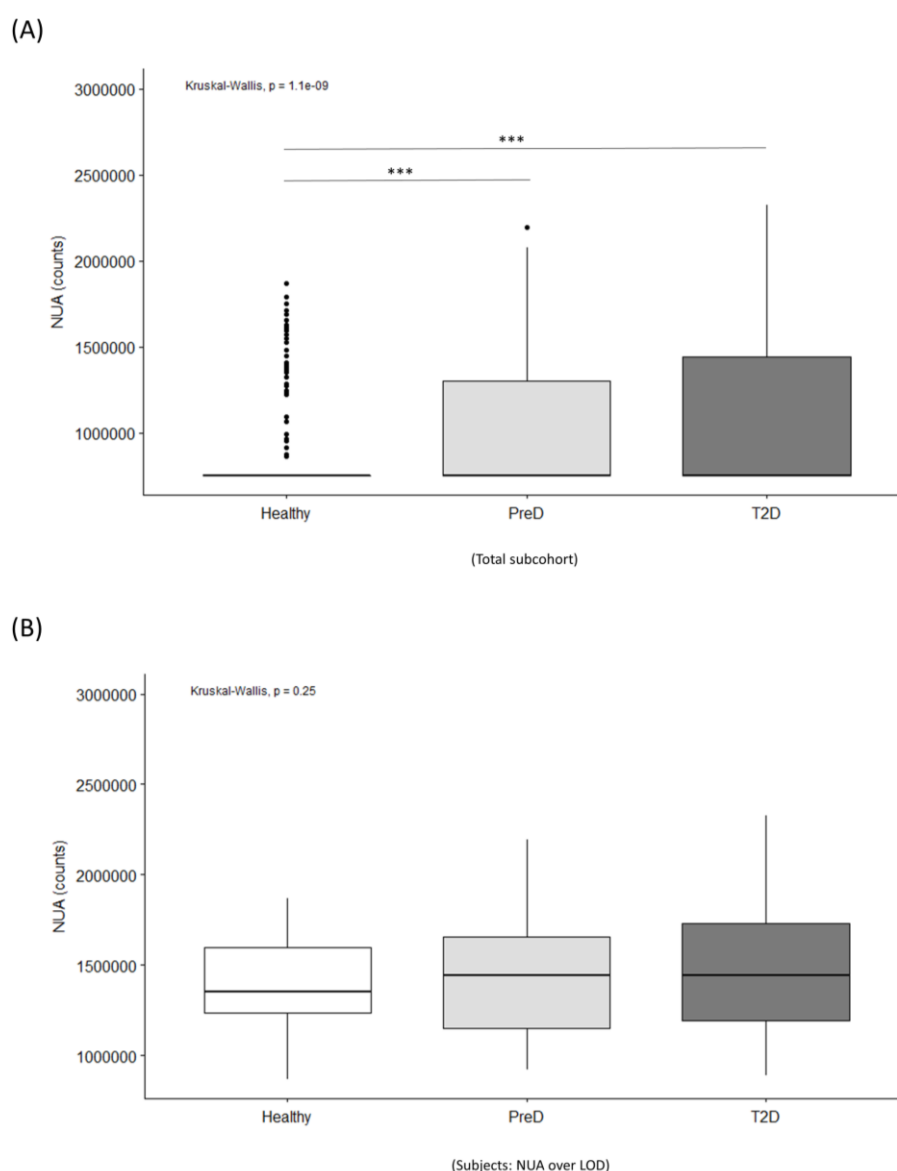 (A)
Kruskal-Wallis, p = 1.1e-09
3000000
2500000
2000000
1500000
1000000
NUA (counts)
***
***
Healthy PreD T2D
(Total subcohort)
(B)
Kruskal-Wallis, p = 0.25
3000000
2500000
2000000
1500000
1000000
NUA (counts)
Healthy PreD T2D
(Subjects: NUA over LOD)